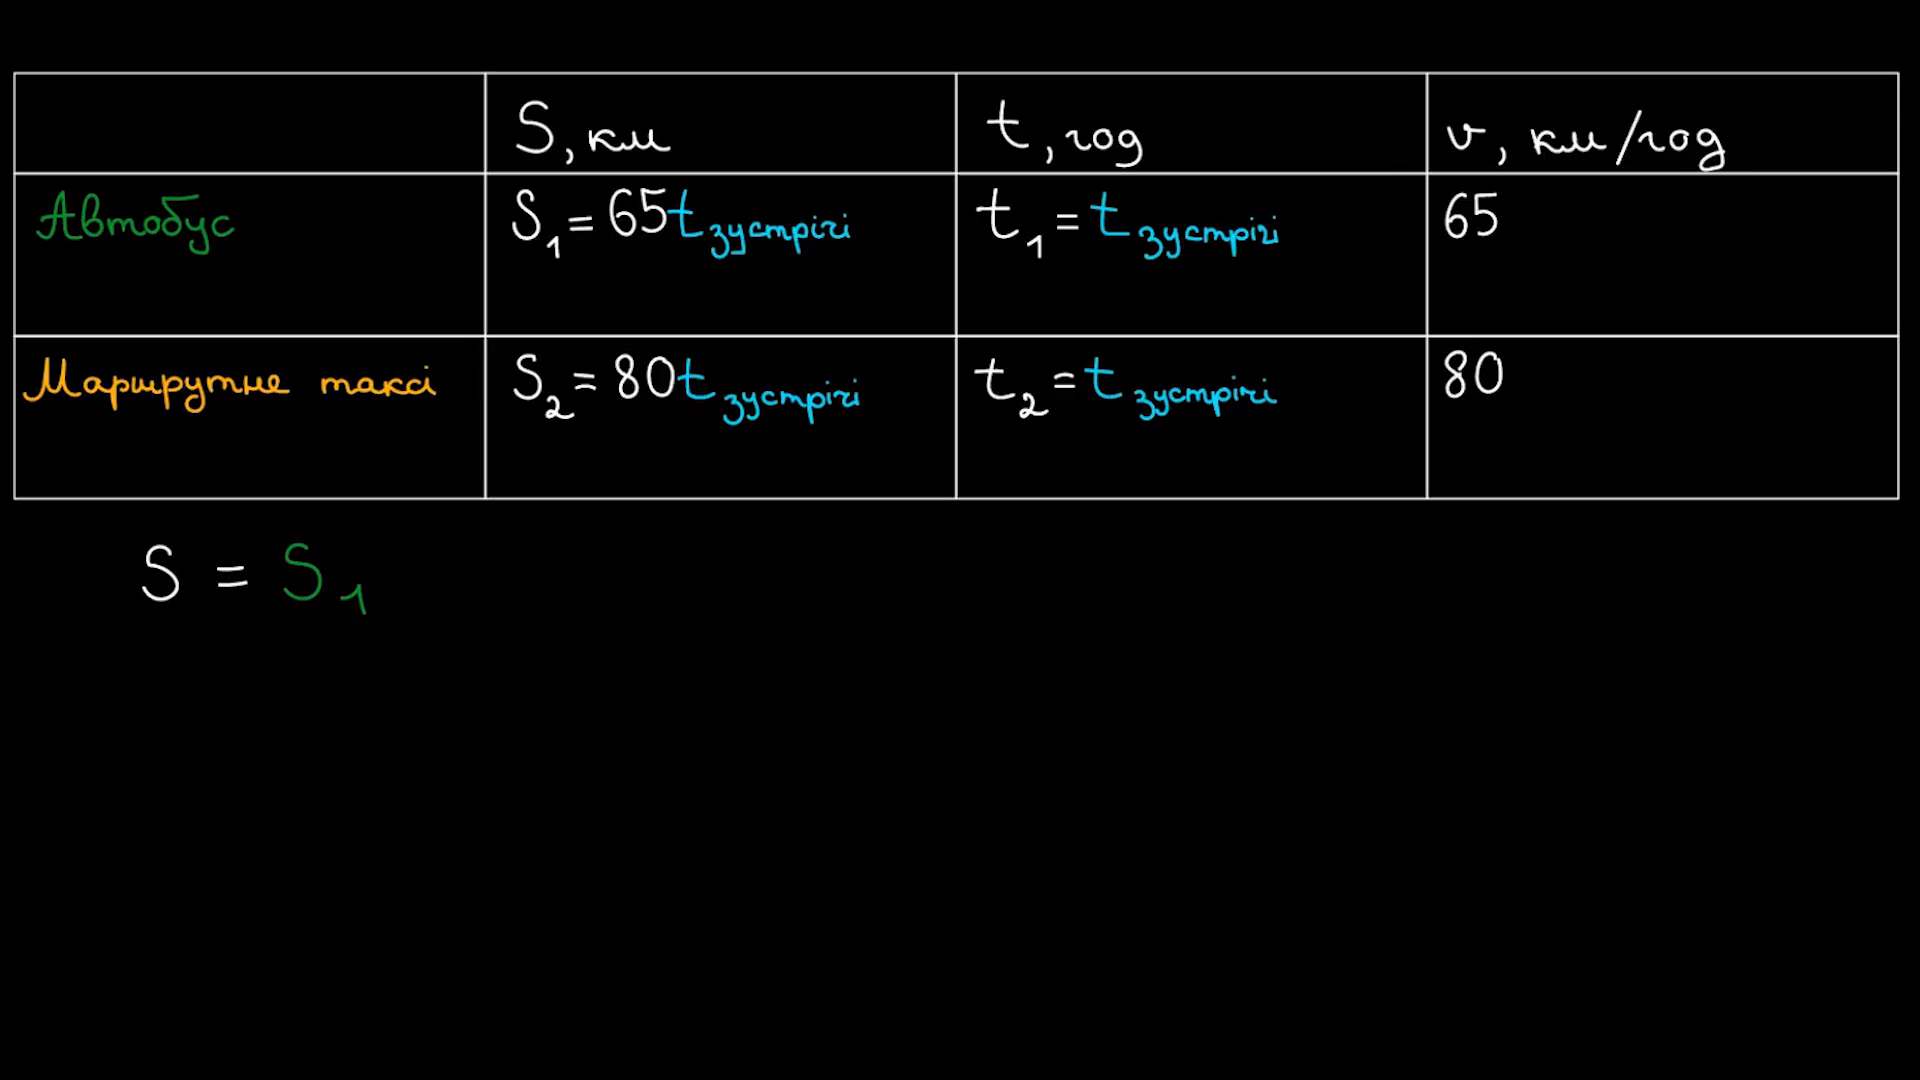 S, км t, год v, км/год
Автобус S₁ = 65t зустрічі t₁ = t зустрічі 65
Маршрутне таксі S₂ = 80t зустрічі t₂ = t зустрічі 80
S = S₁